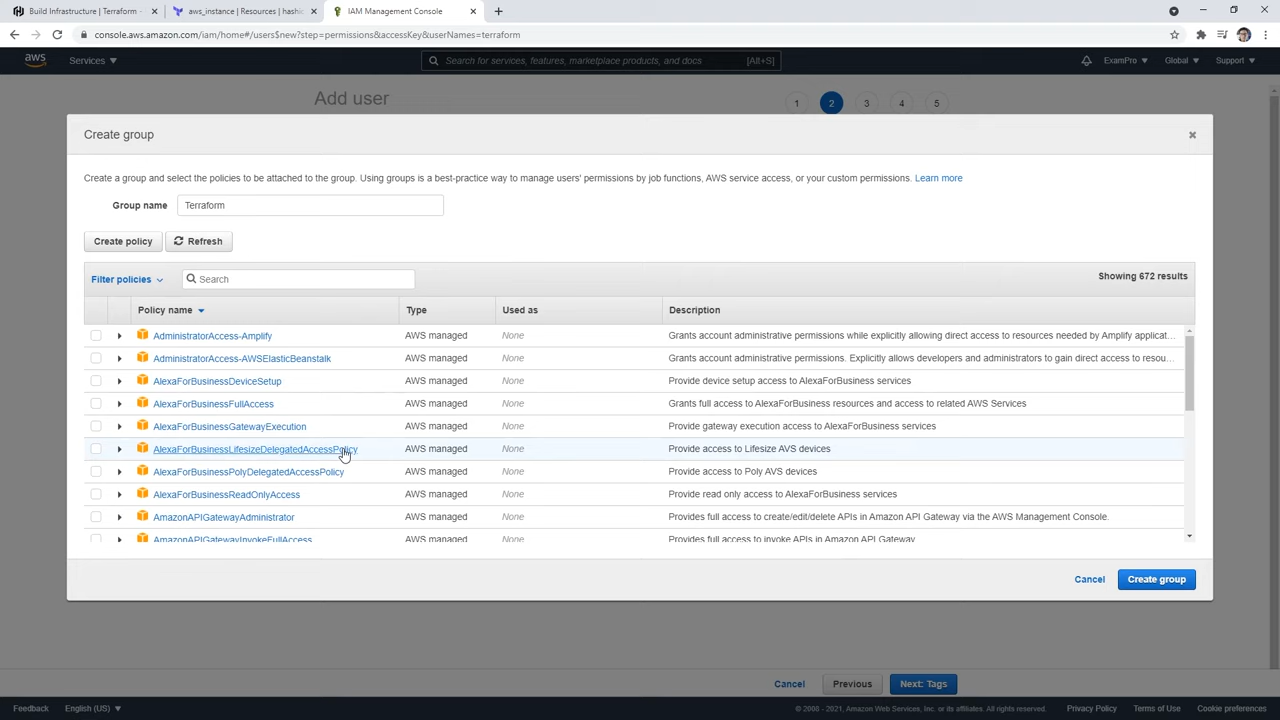 Build Infrastructure | Terraform -
aws_instance | Resources | hashic
IAM Management Console
console.aws.amazon.com/iam/home#/users$new?step=permissions&accessKey&userNames=terraform
aws
Services
Search for services, features, marketplace products, and docs
[Alt+S]
ExamPro
Global
Support
Add user
1
2
3
4
5
Create group
Create a group and select the policies to be attached to the group. Using groups is a best-practice way to manage users' permissions by job functions, AWS service access, or your custom permissions. Learn more
Group name
Terraform
Create policy
Refresh
Filter policies
Search
Showing 672 results
Policy name
Type
Used as
Description
AdministratorAccess-Amplify AWS managed None Grants account administrative permissions while explicitly allowing direct access to resources needed by Amplify applicat...
AdministratorAccess-AWSElasticBeanstalk AWS managed None Grants account administrative permissions. Explicitly allows developers and administrators to gain direct access to resou...
AlexaForBusinessDeviceSetup AWS managed None Provide device setup access to AlexaForBusiness services
AlexaForBusinessFullAccess AWS managed None Grants full access to AlexaForBusiness resources and access to related AWS Services
AlexaForBusinessGatewayExecution AWS managed None Provide gateway execution access to AlexaForBusiness services
AlexaForBusinessLifesizeDelegatedAccessPolicy AWS managed None Provide access to Lifesize AVS devices
AlexaForBusinessPolyDelegatedAccessPolicy AWS managed None Provide access to Poly AVS devices
AlexaForBusinessReadOnlyAccess AWS managed None Provide read only access to AlexaForBusiness services
AmazonAPIGatewayAdministrator AWS managed None Provides full access to create/edit/delete APIs in Amazon API Gateway via the AWS Management Console.
AmazonAPIGatewayInvokeFullAccess AWS managed None Provides full access to invoke APIs in Amazon API Gateway
Cancel
Create group
Cancel
Previous
Next: Tags
Feedback
English (US)
© 2008 - 2021, Amazon Web Services, Inc. or its affiliates. All rights reserved.
Privacy Policy
Terms of Use
Cookie preferences